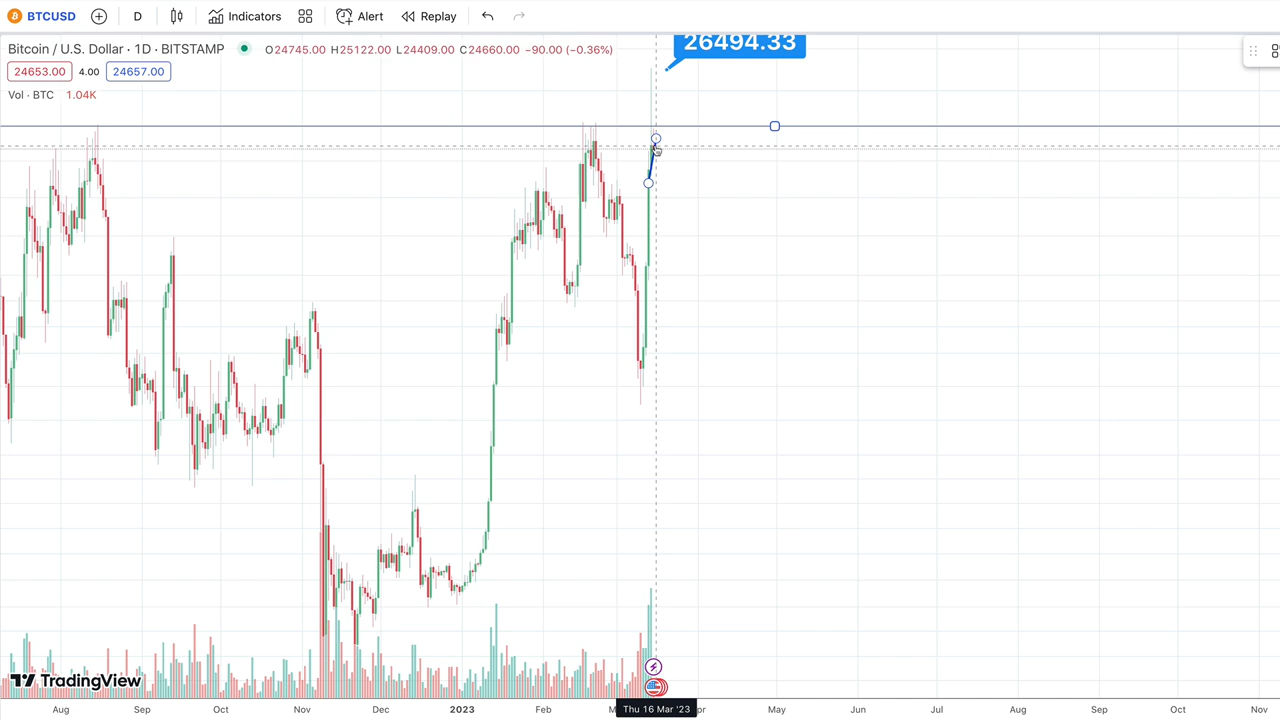 BTCUSD D Indicators Alert Replay
26494.33
Bitcoin / U.S. Dollar · 1D · BITSTAMP O24745.00 H25122.00 L24409.00 C24660.00 −90.00 (−0.36%)
24653.00 4.00 24657.00
Vol · BTC 1.04K
TradingView
Aug Sep Oct Nov Dec 2023 Feb Thu 16 Mar '23 May Jun Jul Aug Sep Oct Nov